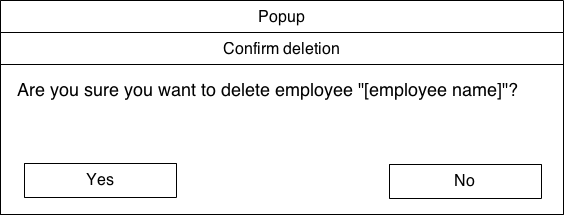 Popup
Confirm deletion
Are you sure you want to delete employee "[employee name]"?
Yes
No